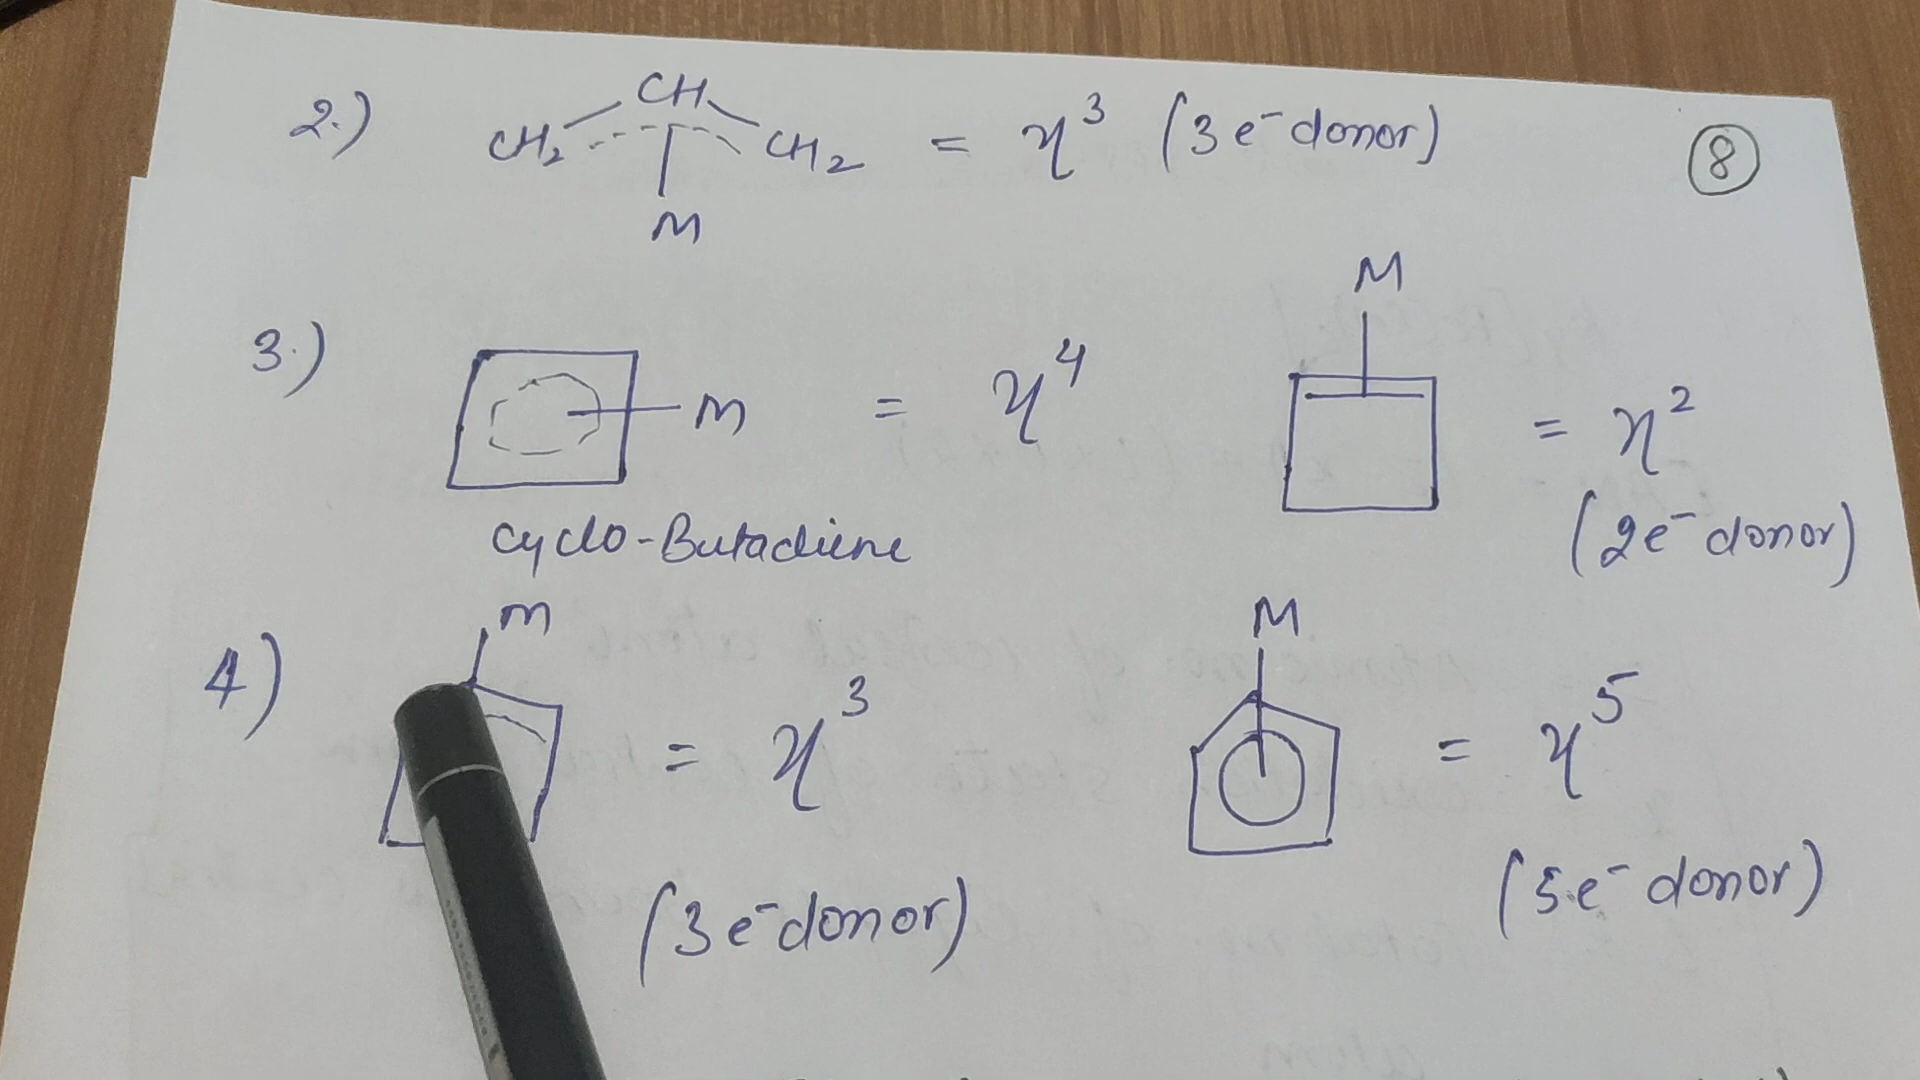 2.) CH₂ CH CH₂ = η³ (3e⁻ donor) 8
M
M
3.) M = η⁴ = η²
cyclo-Butadiene (2e⁻ donor)
M M
4) = η³ = η⁵
(3e⁻ donor) (5e⁻ donor)